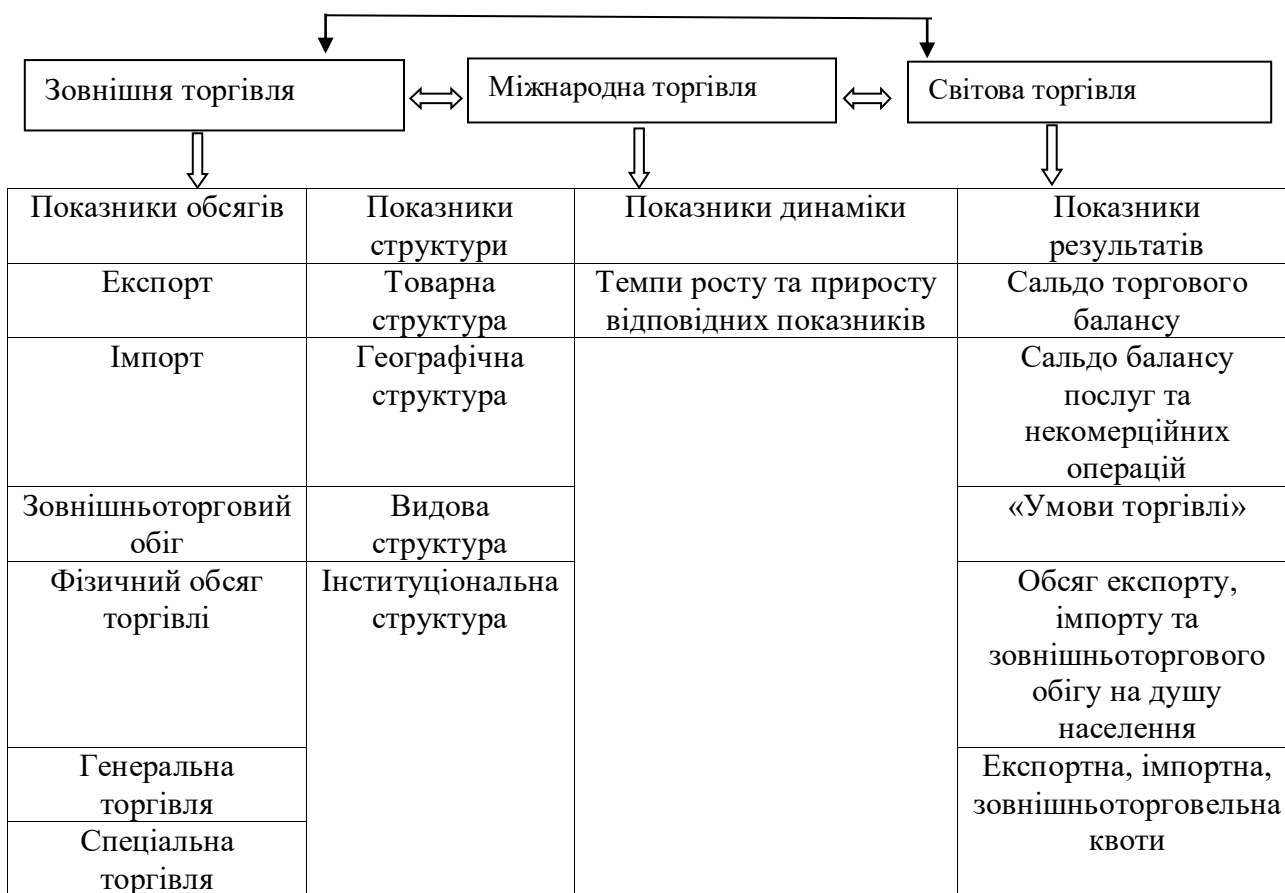 Зовнішня торгівля
Міжнародна торгівля
Світова торгівля
Показники обсягів
Показники
структури
Показники динаміки
Показники
результатів
Експорт
Товарна
структура
Темпи росту та приросту
відповідних показників
Сальдо торгового
балансу
Імпорт
Географічна
структура
Сальдо балансу
послуг та
некомерційних
операцій
Зовнішньоторговий
обіг
Видова
структура
«Умови торгівлі»
Фізичний обсяг
торгівлі
Інституціональна
структура
Обсяг експорту,
імпорту та
зовнішньоторгового
обігу на душу
населення
Генеральна
торгівля
Експортна, імпортна,
зовнішньоторговельна
квоти
Спеціальна
торгівля